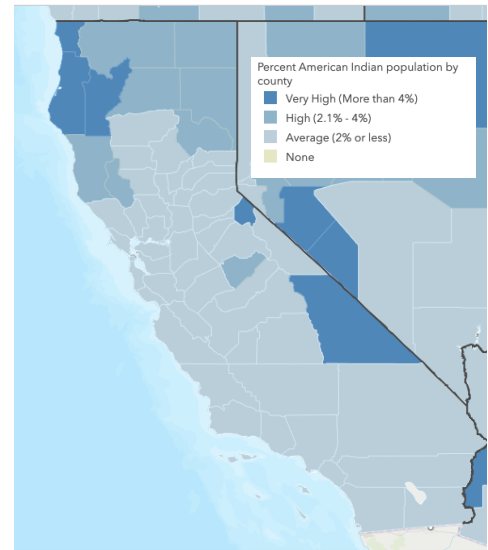 Percent American Indian population by
county
Very High (More than 4%)
High (2.1% - 4%)
Average (2% or less)
None